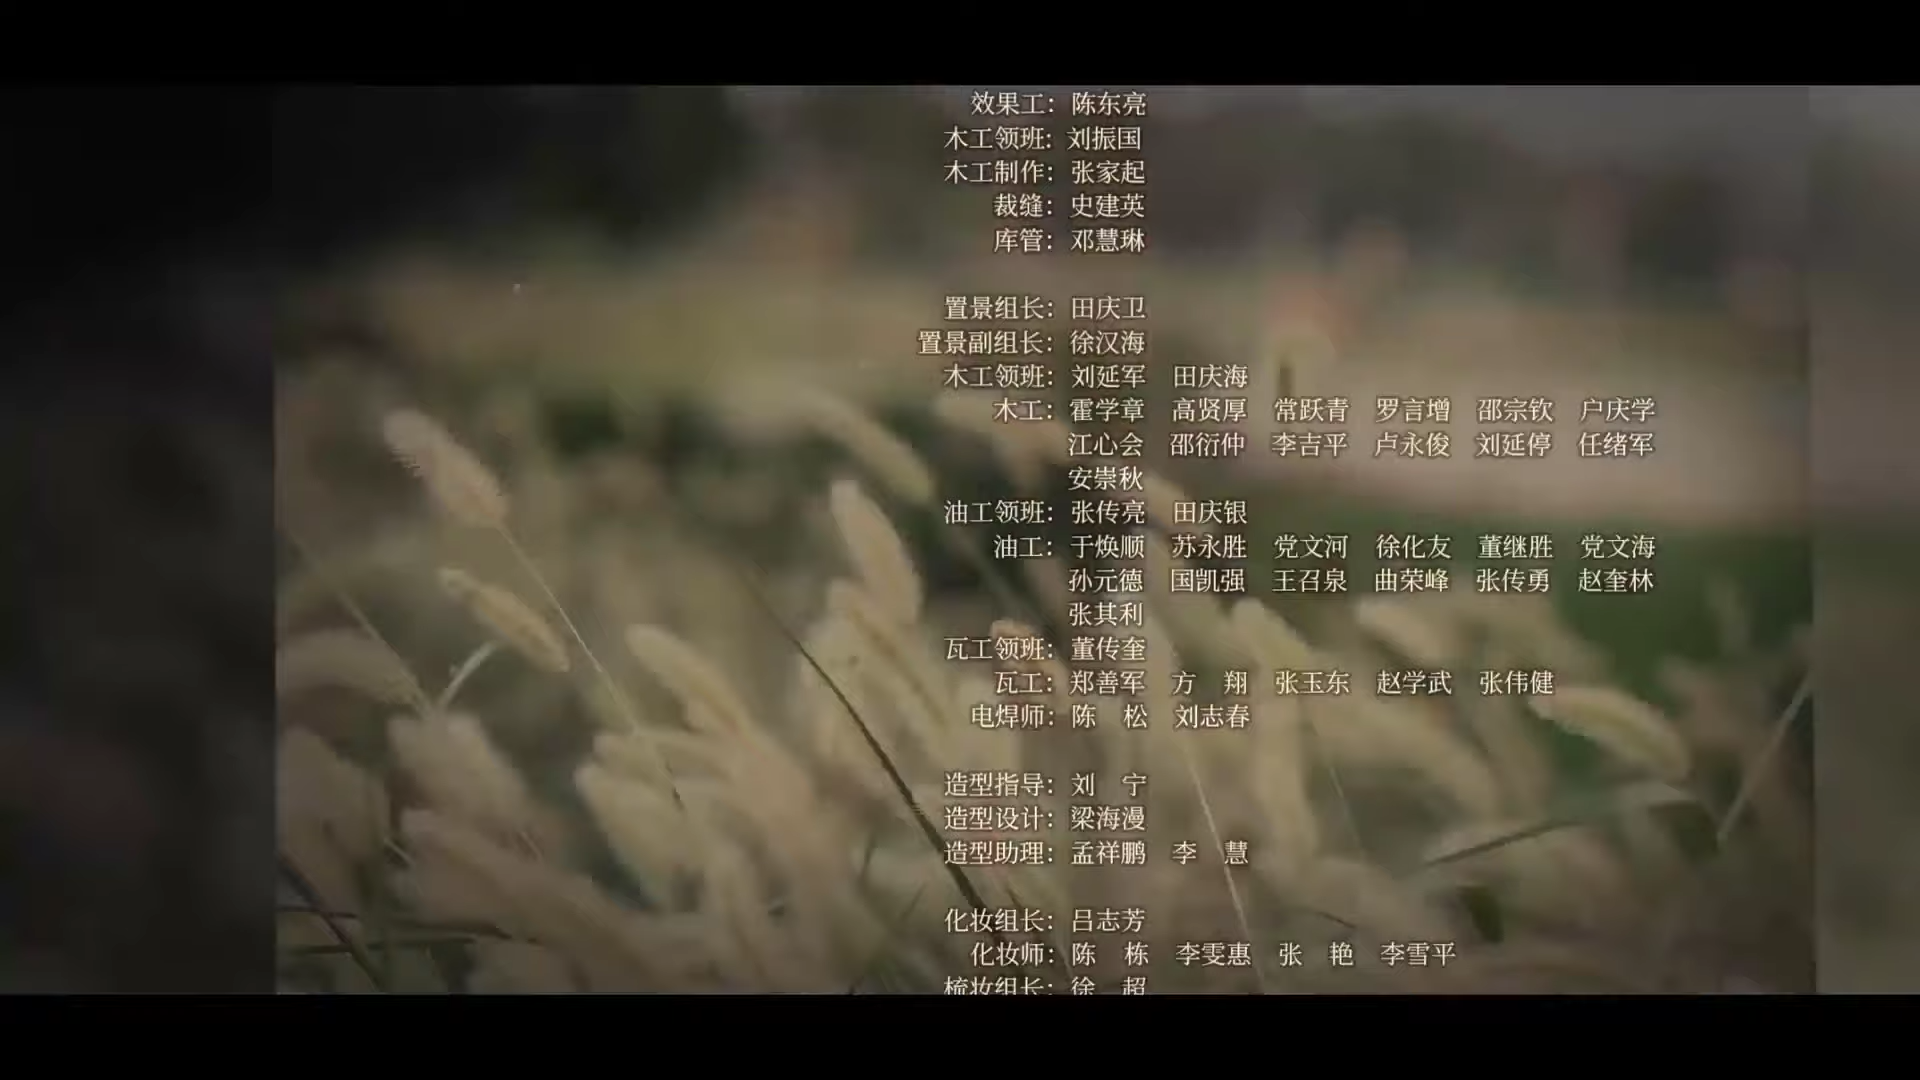 效果工：陈东亮
木工领班：刘振国
木工制作：张家起
裁缝：史建英
库管：邓慧琳
置景组长：田庆卫
置景副组长：徐汉海
木工领班：刘延军　田庆海
木工：霍学章　高贤厚　常跃青　罗言增　邵宗钦　户庆学
江心会　邵衍仲　李吉平　卢永俊　刘延停　任绪军
安崇秋
油工领班：张传亮　田庆银
油工：于焕顺　苏永胜　党文河　徐化友　董继胜　党文海
孙元德　国凯强　王召泉　曲荣峰　张传勇　赵奎林
张其利
瓦工领班：董传奎
瓦工：郑善军　方　翔　张玉东　赵学武　张伟健
电焊师：陈　松　刘志春
造型指导：刘　宁
造型设计：梁海漫
造型助理：孟祥鹏　李　慧
化妆组长：吕志芳
化妆师：陈　栋　李雯惠　张　艳　李雪平
梳妆组长：徐　超